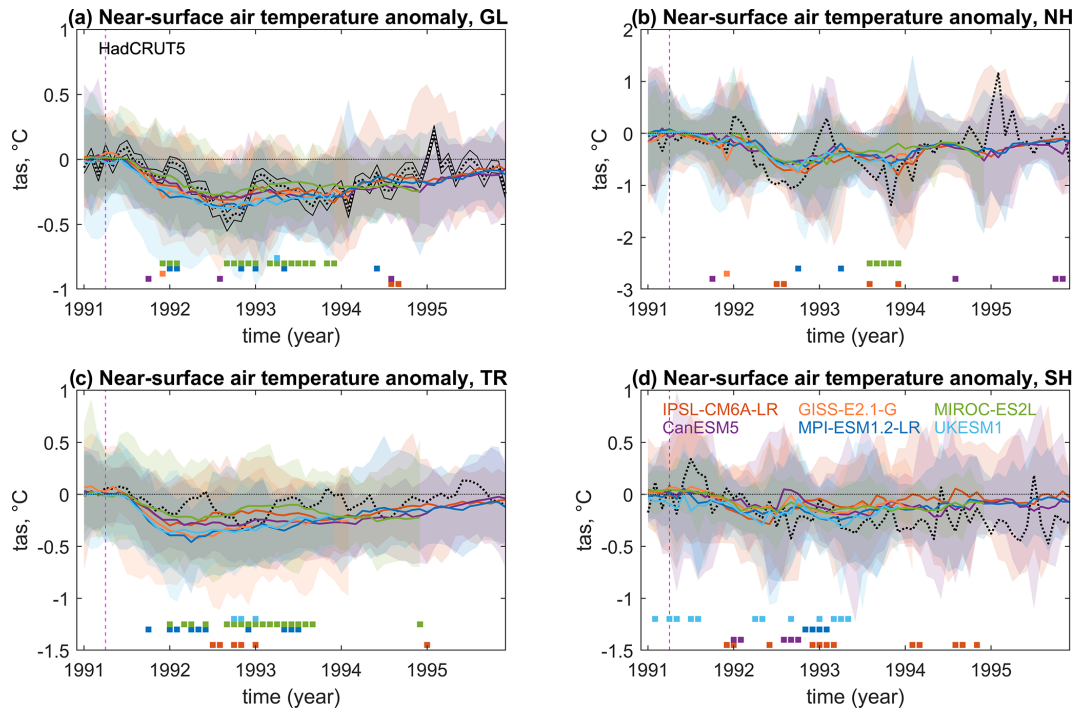 (a) Near-surface air temperature anomaly, GL
HadCRUT5
tas, °C
0.5
0
-0.5
-1
1991 1992 1993 1994 1995
time (year)
(b) Near-surface air temperature anomaly, NH
tas, °C
2
1
0
-1
-2
-3
1991 1992 1993 1994 1995
time (year)
(c) Near-surface air temperature anomaly, TR
tas, °C
1
0.5
0
-0.5
-1
-1.5
1991 1992 1993 1994 1995
time (year)
(d) Near-surface air temperature anomaly, SH
IPSL-CM6A-LR GISS-E2.1-G MIROC-ES2L
CanESM5 MPI-ESM1.2-LR UKESM1
tas, °C
1
0.5
0
-0.5
-1
-1.5
1991 1992 1993 1994 1995
time (year)